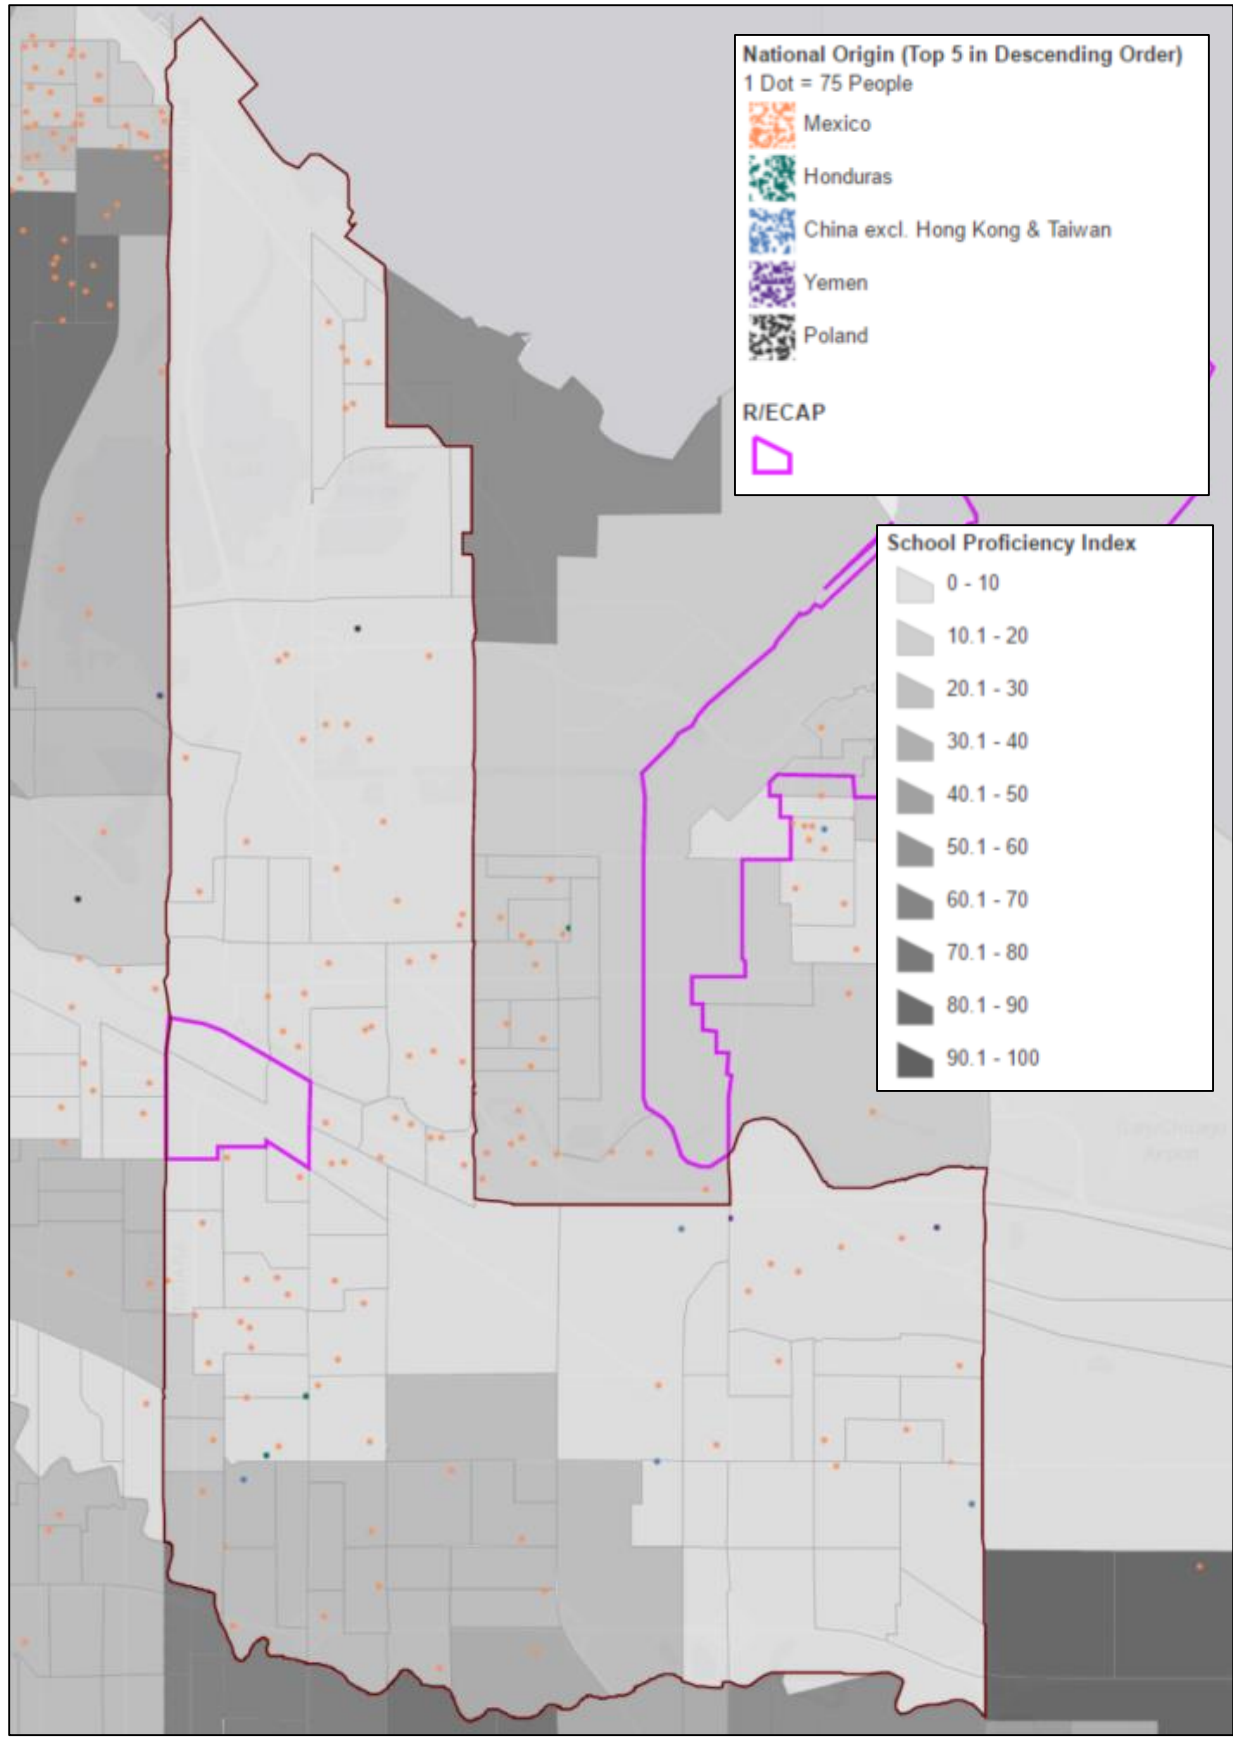 National Origin (Top 5 in Descending Order)
1 Dot = 75 People
Mexico
Honduras
China excl. Hong Kong & Taiwan
Yemen
Poland
R/ECAP
School Proficiency Index
0 - 10
10.1 - 20
20.1 - 30
30.1 - 40
40.1 - 50
50.1 - 60
60.1 - 70
70.1 - 80
80.1 - 90
90.1 - 100